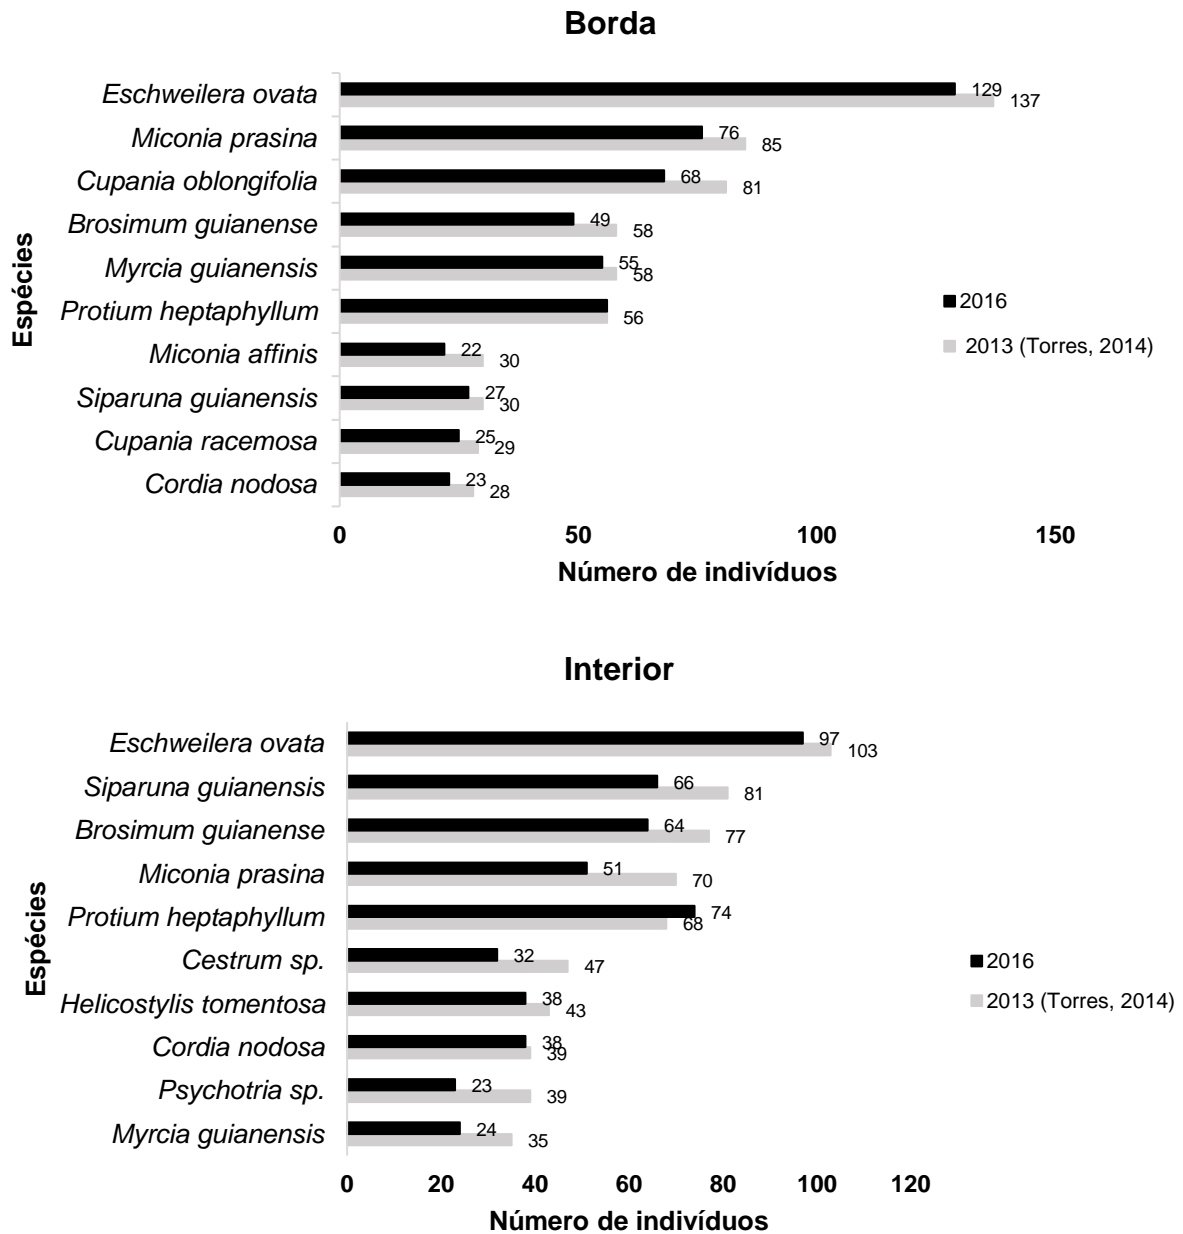 Borda
Espécies
Eschweilera ovata 129 137
Miconia prasina 76 85
Cupania oblongifolia 68 81
Brosimum guianense 49 58
Myrcia guianensis 55 58
Protium heptaphyllum 56
Miconia affinis 22 30
Siparuna guianensis 27 30
Cupania racemosa 25 29
Cordia nodosa 23 28
2016
2013 (Torres, 2014)
0 50 100 150
Número de indivíduos
Interior
Espécies
Eschweilera ovata 97 103
Siparuna guianensis 66 81
Brosimum guianense 64 77
Miconia prasina 51 70
Protium heptaphyllum 74 68
Cestrum sp. 32 47
Helicostylis tomentosa 38 43
Cordia nodosa 38 39
Psychotria sp. 23 39
Myrcia guianensis 24 35
2016
2013 (Torres, 2014)
0 20 40 60 80 100 120
Número de indivíduos